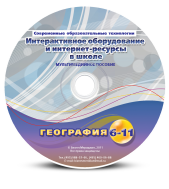 Современные образовательные технологии
Интерактивное оборудование
и интернет-ресурсы
в школе
МУЛЬТИМЕДИЙНОЕ ПОСОБИЕ
ГЕОГРАФИЯ 6-11